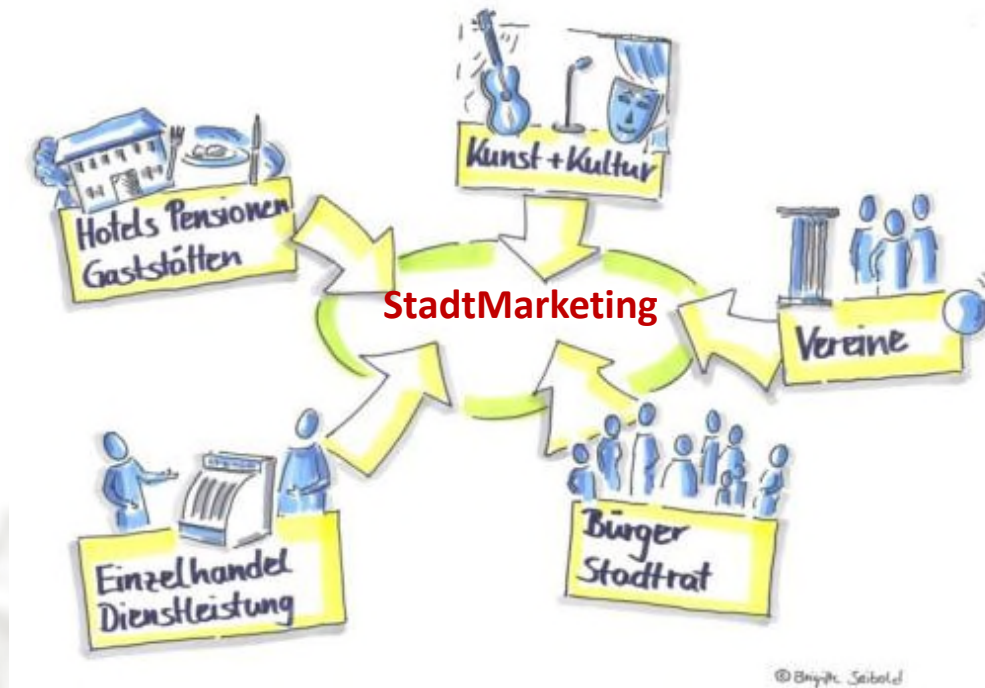 Kunst+Kultur
Hotels Pensionen
Gaststätten
StadtMarketing
Vereine
Einzelhandel
Dienstleistung
Bürger
Stadtrat
© Brigitte Seibold